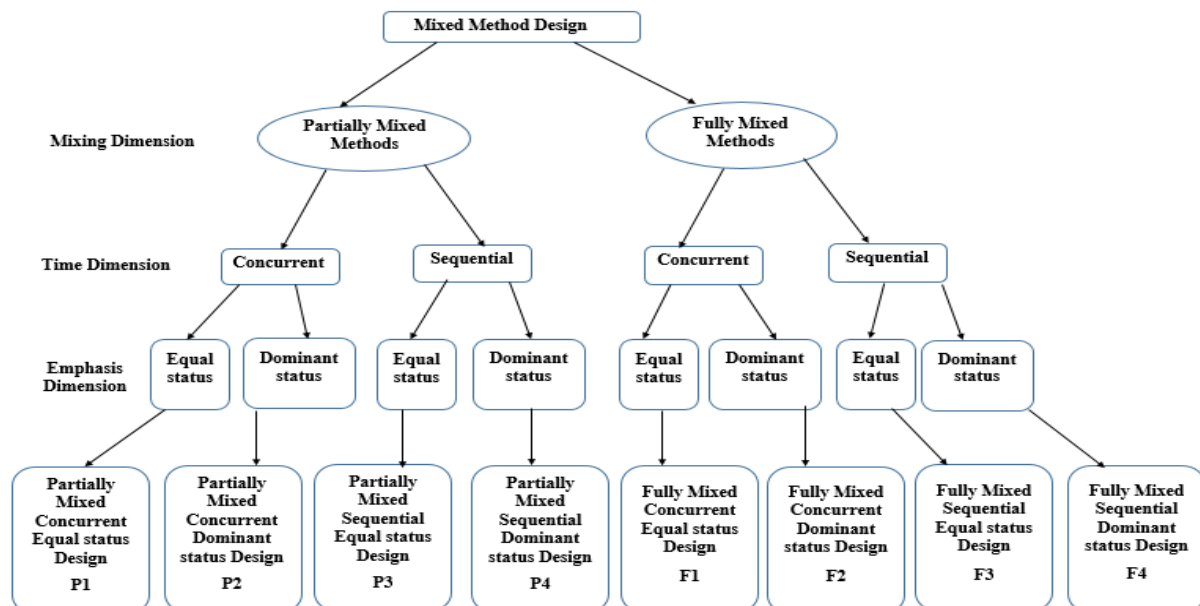 Mixed Method Design
Mixing Dimension
Partially Mixed
Methods
Fully Mixed
Methods
Time Dimension
Concurrent
Sequential
Concurrent
Sequential
Emphasis
Dimension
Equal
status
Dominant
status
Equal
status
Dominant
status
Equal
status
Dominant
status
Equal
status
Dominant
status
Partially
Mixed
Concurrent
Equal status
Design
P1
Partially
Mixed
Concurrent
Dominant
status Design
P2
Partially
Mixed
Sequential
Equal status
Design
P3
Partially
Mixed
Sequential
Dominant
status Design
P4
Fully Mixed
Concurrent
Equal status
Design
F1
Fully Mixed
Concurrent
Dominant
status Design
F2
Fully Mixed
Sequential
Equal status
Design
F3
Fully Mixed
Sequential
Dominant
status Design
F4